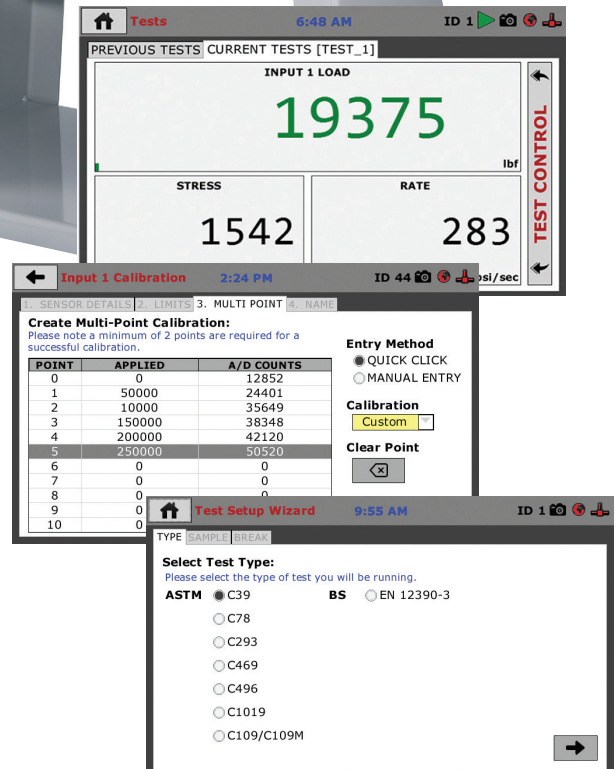 Tests 6:48 AM ID 1
PREVIOUS TESTS CURRENT TESTS [TEST_1]
INPUT 1 LOAD
19375
lbf
STRESS RATE
1542 283
psi/sec
TEST CONTROL
Input 1 Calibration 2:24 PM ID 44
1. SENSOR DETAILS 2. LIMITS 3. MULTI POINT 4. NAME
Create Multi-Point Calibration:
Please note a minimum of 2 points are required for a
successful calibration.
POINT APPLIED A/D COUNTS
0 0 12852
1 50000 24401
2 10000 35649
3 150000 38348
4 200000 42120
5 250000 50520
6 0 0
7 0 0
8 0 0
9 0
10 0
Entry Method
QUICK CLICK
MANUAL ENTRY
Calibration
Custom
Clear Point
Test Setup Wizard 9:55 AM ID 1
TYPE SAMPLE BREAK
Select Test Type:
Please select the type of test you will be running.
ASTM C39 BS EN 12390-3
C78
C293
C469
C496
C1019
C109/C109M